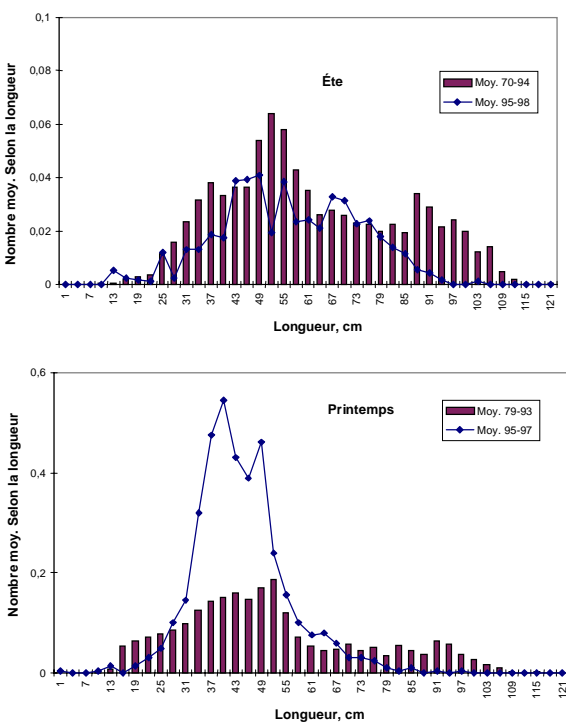 0,1
0,08
0,06
0,04
0,02
0
Nombre moy. Selon la longueur
Éte
Moy. 70-94
Moy. 95-98
1 7 13 19 25 31 37 43 49 55 61 67 73 79 85 91 97 103 109 115 121
Longueur, cm
0,6
0,4
0,2
0
Nombre moy. Selon la longueur
Printemps
Moy. 79-93
Moy. 95-97
1 7 13 19 25 31 37 43 49 55 61 67 73 79 85 91 97 103 109 115 121
Longueur, cm